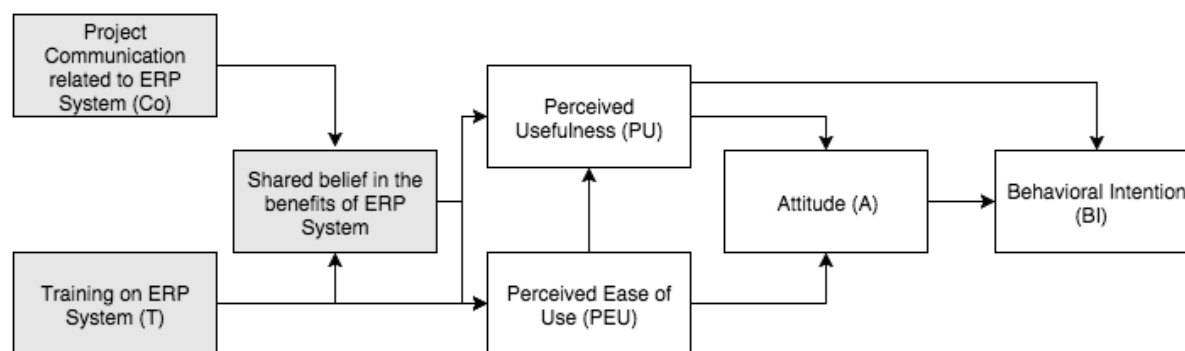 Project
Communication
related to ERP
System (Co)
Perceived
Usefulness (PU)
Shared belief in the
benefits of ERP
System
Attitude (A)
Behavioral Intention
(BI)
Training on ERP
System (T)
Perceived Ease of
Use (PEU)